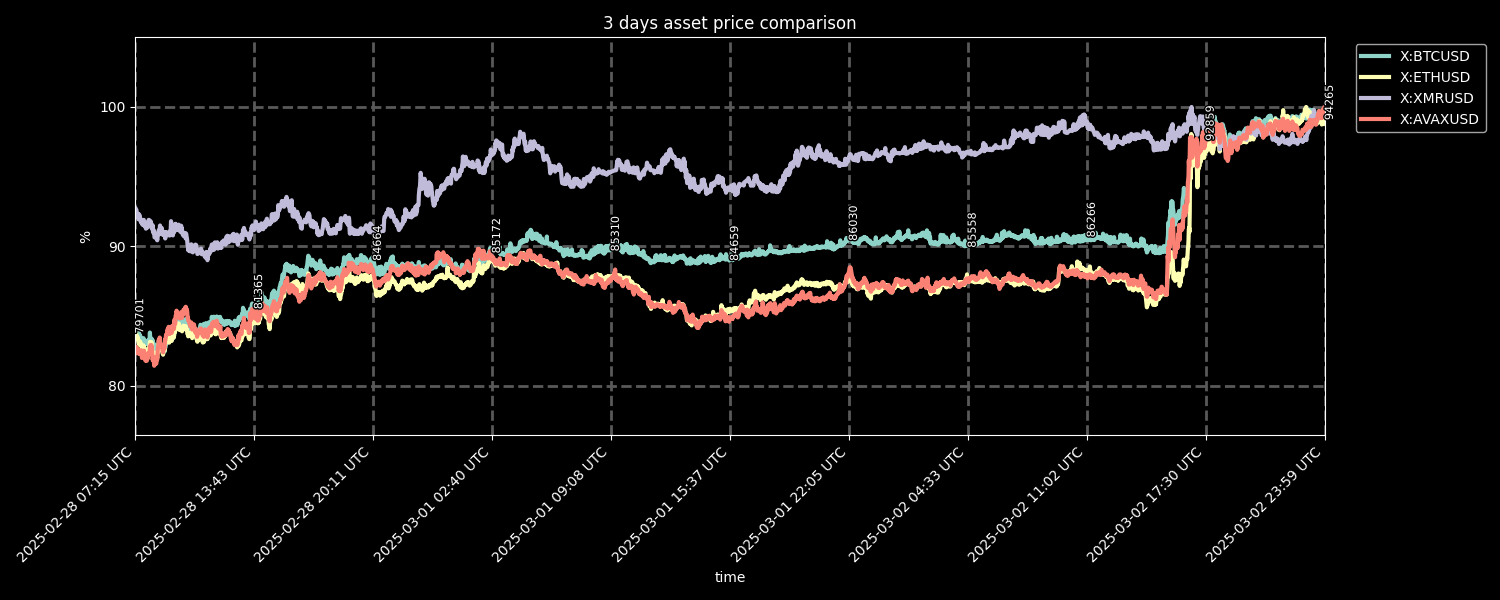 3 days asset price comparison
X:BTCUSD
X:ETHUSD
X:XMRUSD
X:AVAXUSD
100
90
80
%
79701
81365
84664
85172
85310
84659
86030
85558
86266
92859
94265
2025-02-28 07:15 UTC
2025-02-28 13:43 UTC
2025-02-28 20:11 UTC
2025-03-01 02:40 UTC
2025-03-01 09:08 UTC
2025-03-01 15:37 UTC
2025-03-01 22:05 UTC
2025-03-02 04:33 UTC
2025-03-02 11:02 UTC
2025-03-02 17:30 UTC
2025-03-02 23:59 UTC
time